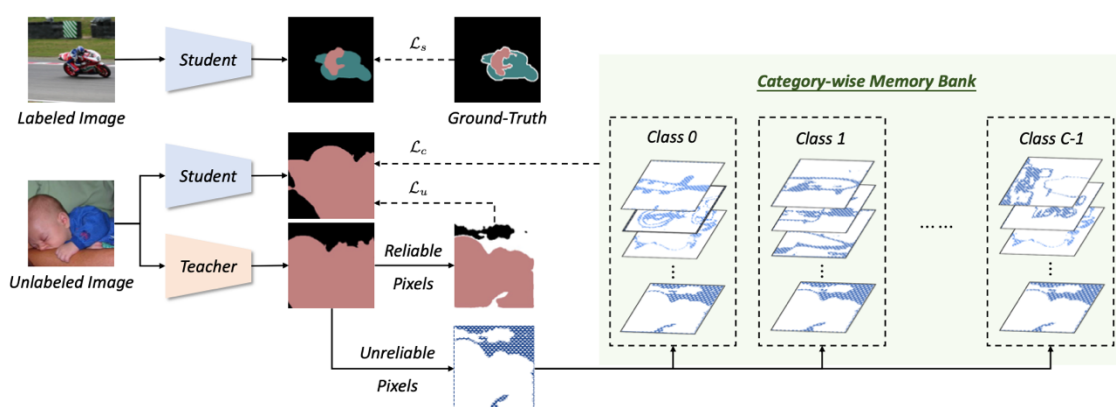 Student
ℒₛ
Labeled Image
Ground-Truth
Category-wise Memory Bank
Class 0
Class 1
Class C-1
Student
ℒ_c
ℒᵤ
Unlabeled Image
Teacher
Reliable
Pixels
……
Unreliable
Pixels